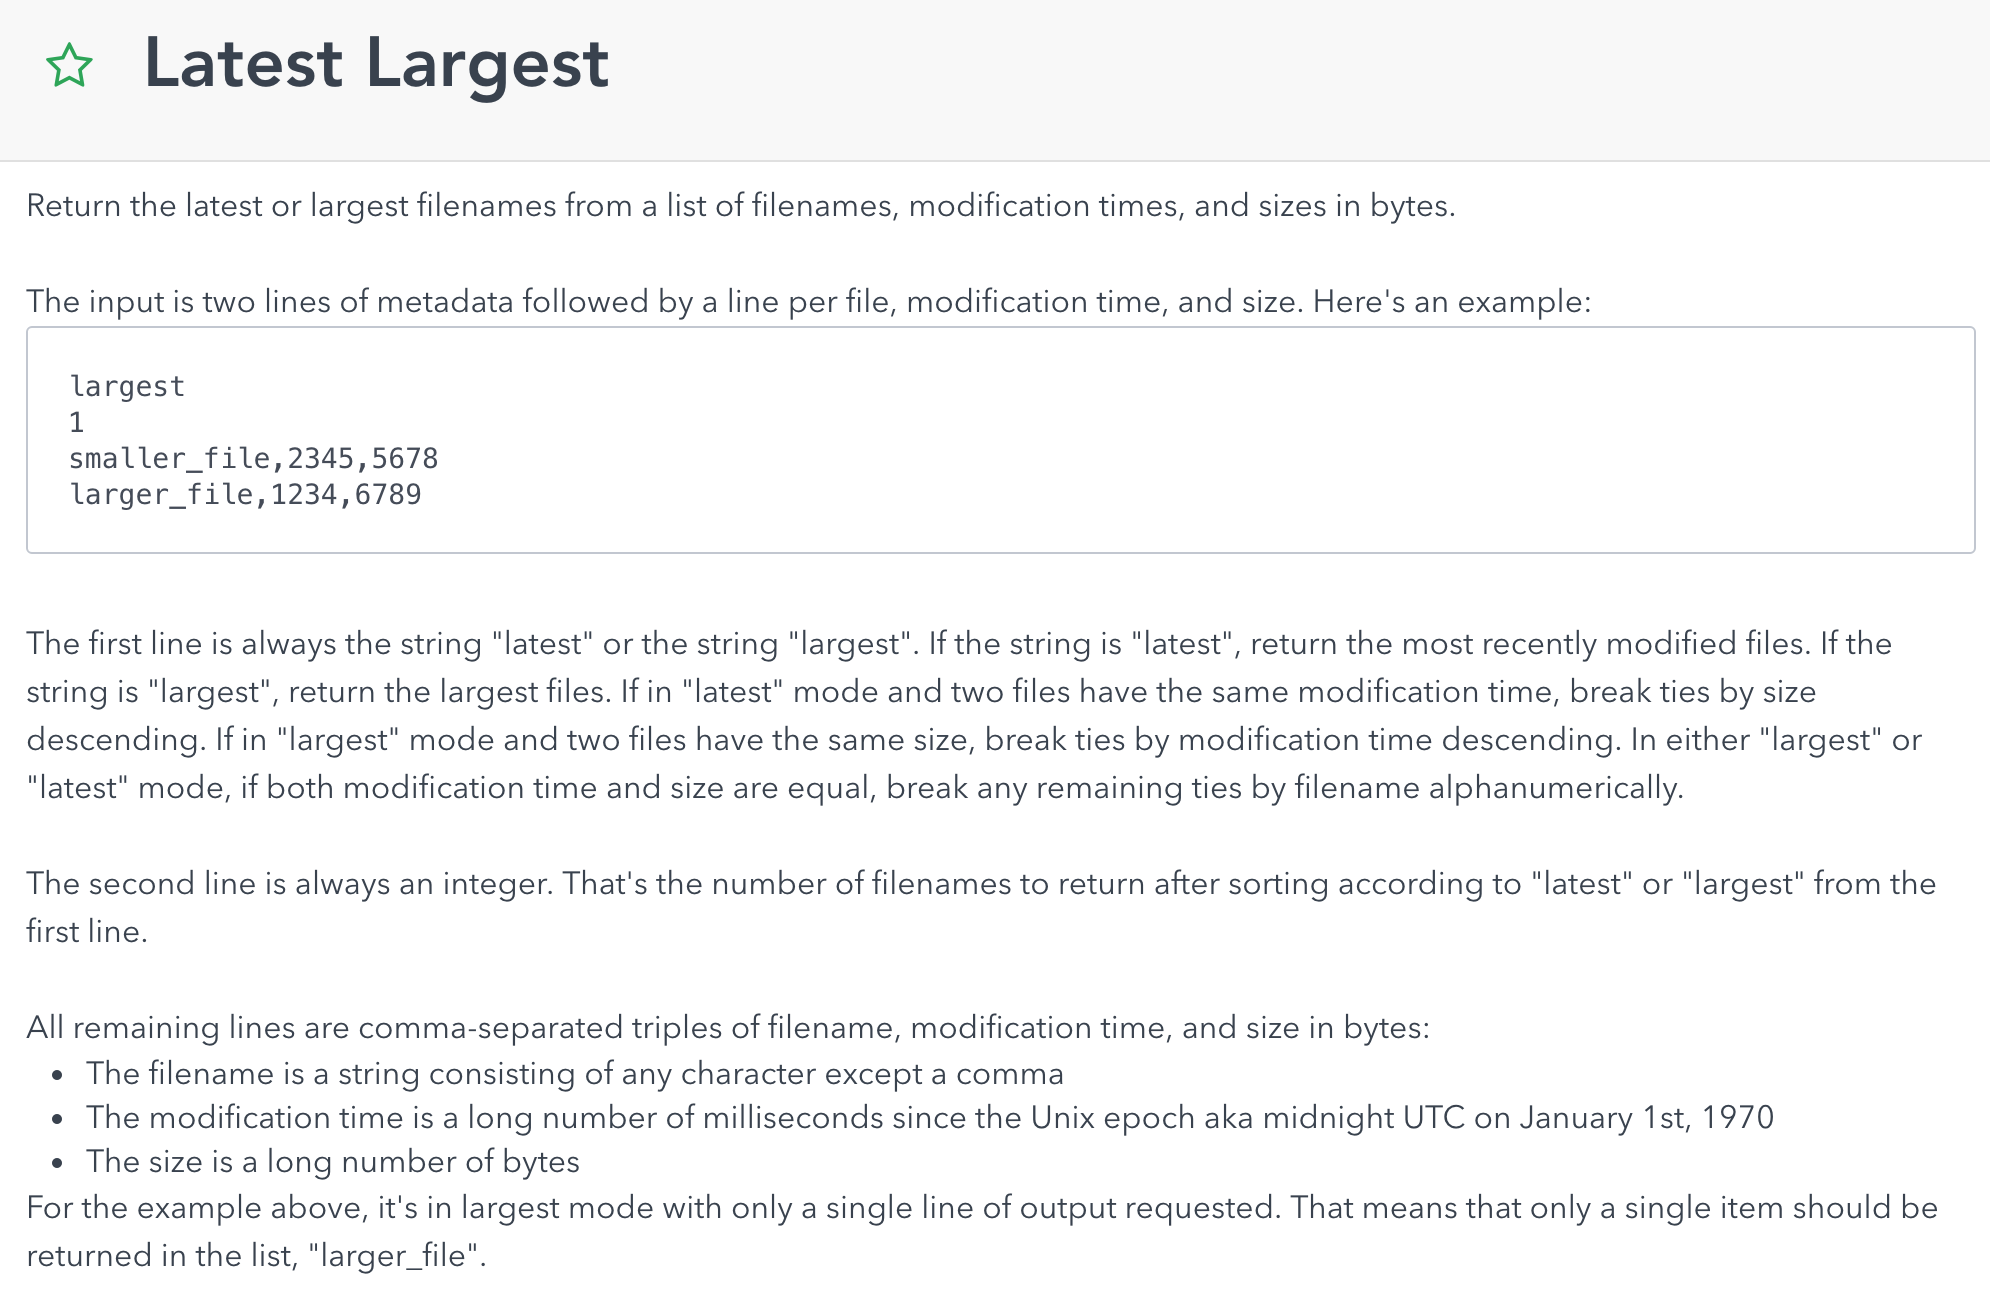 Latest Largest
Return the latest or largest filenames from a list of filenames, modification times, and sizes in bytes.
The input is two lines of metadata followed by a line per file, modification time, and size. Here's an example:
largest
1
smaller_file,2345,5678
larger_file,1234,6789
The first line is always the string "latest" or the string "largest". If the string is "latest", return the most recently modified files. If the
string is "largest", return the largest files. If in "latest" mode and two files have the same modification time, break ties by size
descending. If in "largest" mode and two files have the same size, break ties by modification time descending. In either "largest" or
"latest" mode, if both modification time and size are equal, break any remaining ties by filename alphanumerically.
The second line is always an integer. That's the number of filenames to return after sorting according to "latest" or "largest" from the
first line.
All remaining lines are comma-separated triples of filename, modification time, and size in bytes:
• The filename is a string consisting of any character except a comma
• The modification time is a long number of milliseconds since the Unix epoch aka midnight UTC on January 1st, 1970
• The size is a long number of bytes
For the example above, it's in largest mode with only a single line of output requested. That means that only a single item should be
returned in the list, "larger_file".